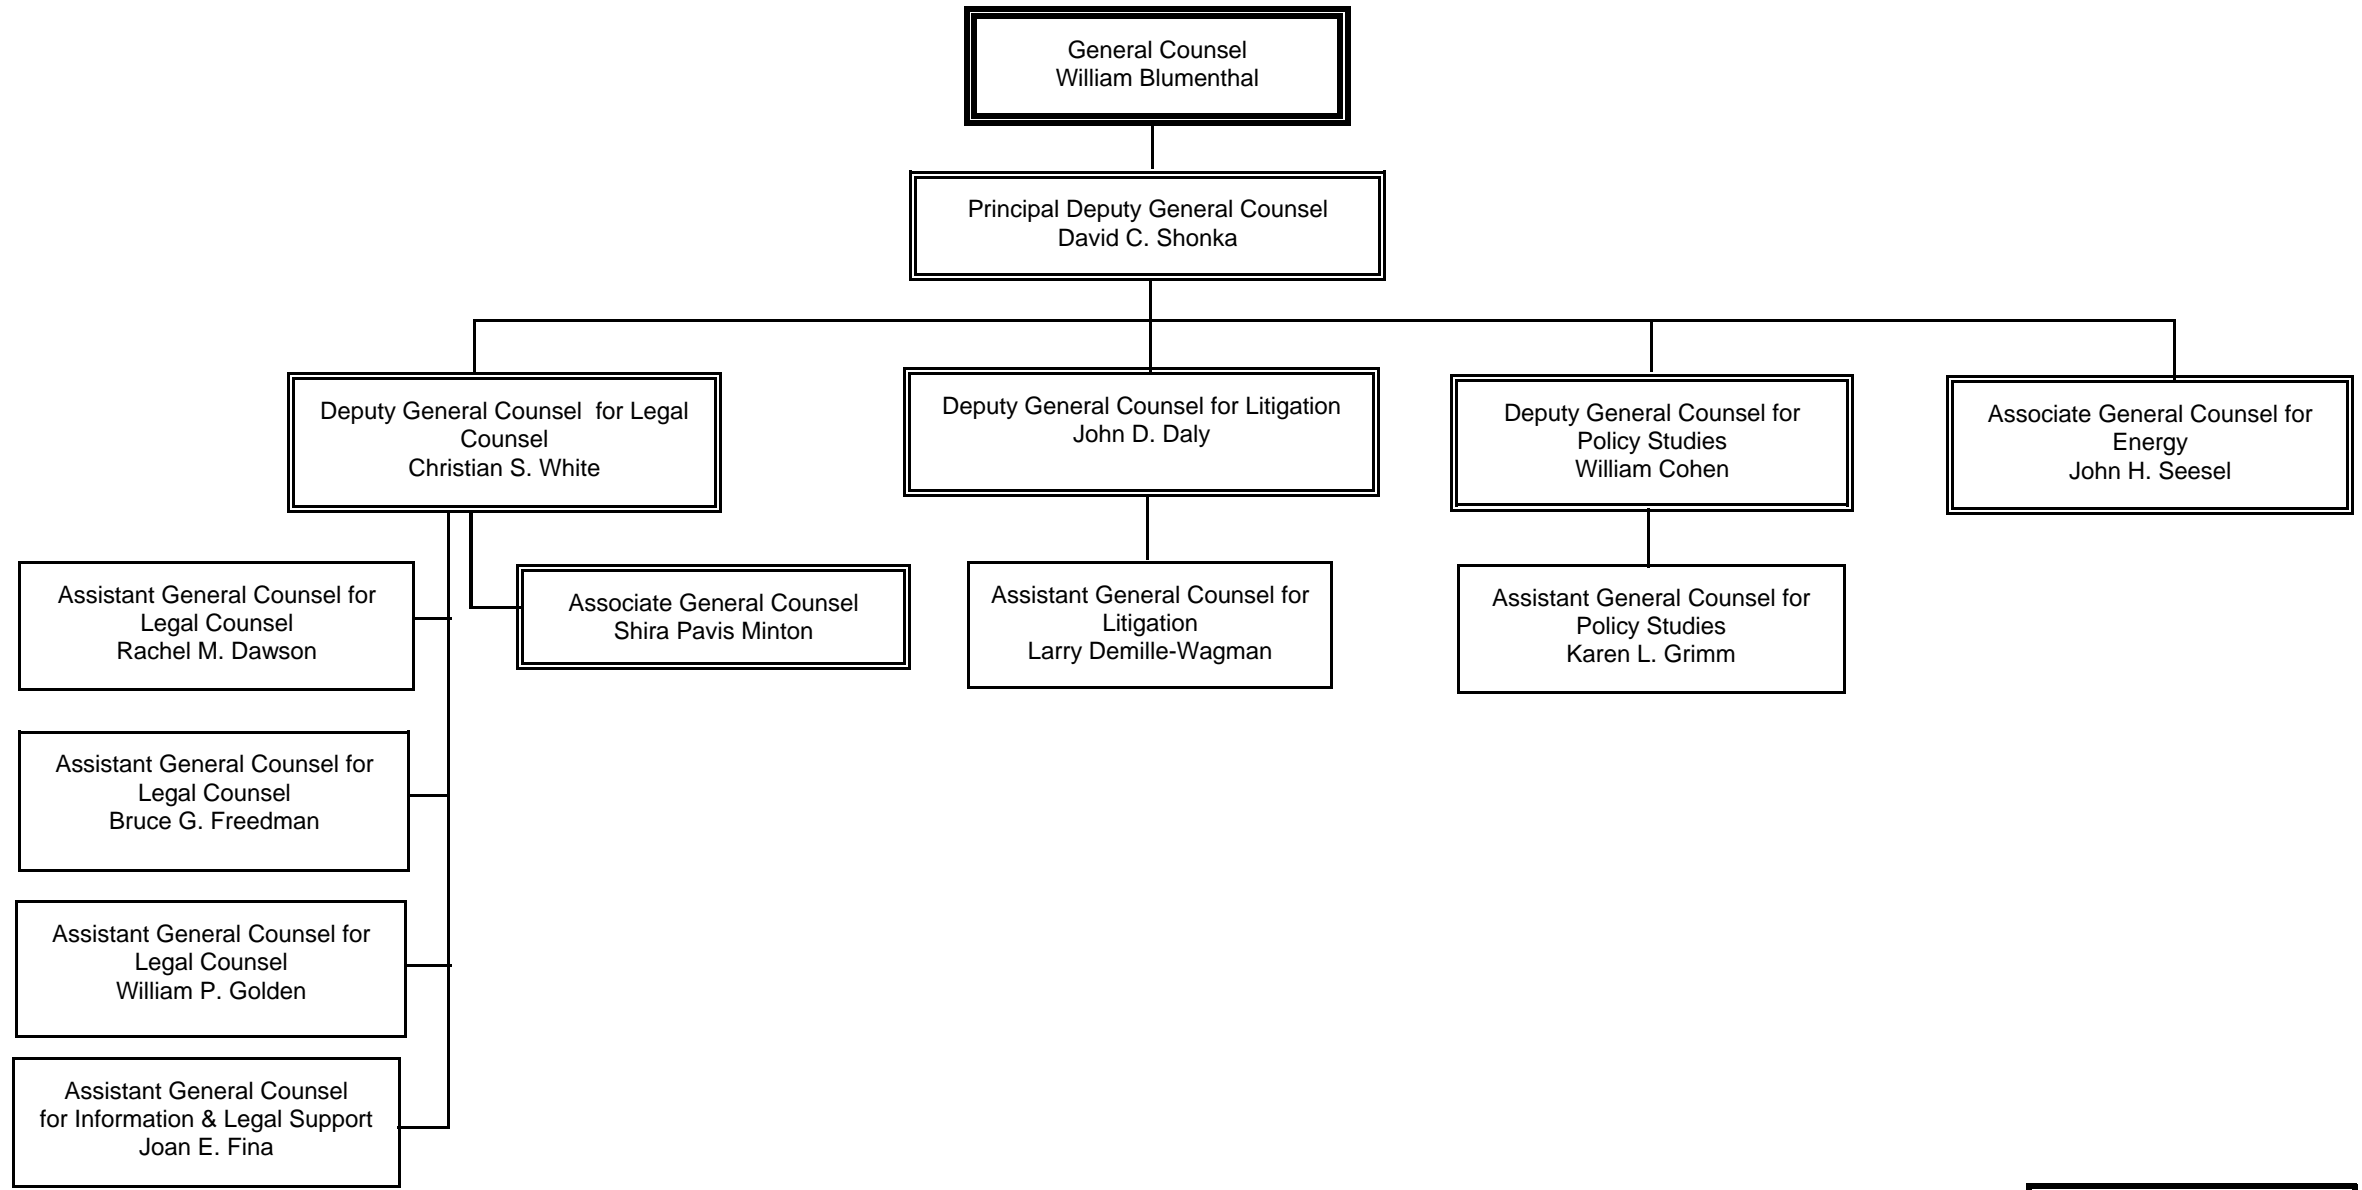 General Counsel
William Blumenthal
Principal Deputy General Counsel
David C. Shonka
Deputy General Counsel  for Legal
Counsel
Christian S. White
Deputy General Counsel for Litigation
John D. Daly
Deputy General Counsel for
Policy Studies
William Cohen
Associate General Counsel for
Energy
John H. Seesel
Assistant General Counsel for
Legal Counsel
Rachel M. Dawson
Associate General Counsel
Shira Pavis Minton
Assistant General Counsel for
Litigation
Larry Demille-Wagman
Assistant General Counsel for
Policy Studies
Karen L. Grimm
Assistant General Counsel for
Legal Counsel
Bruce G. Freedman
Assistant General Counsel for
Legal Counsel
William P. Golden
Assistant General Counsel
for Information & Legal Support
Joan E. Fina